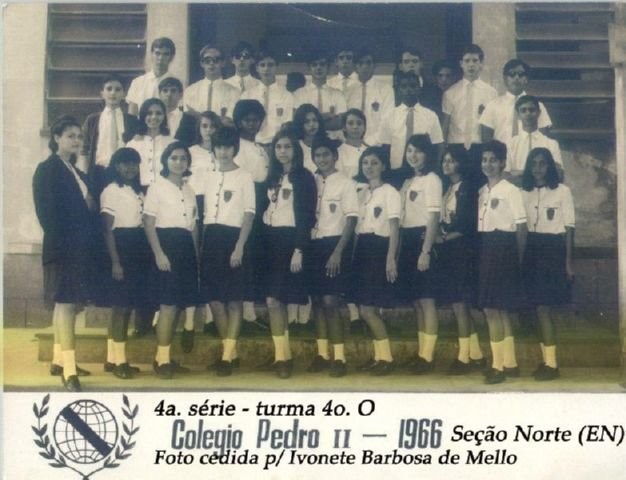 4a. série - turma 4o. O
Colegio Pedro II — 1966 Seção Norte (EN)
Foto cedida p/ Ivonete Barbosa de Mello